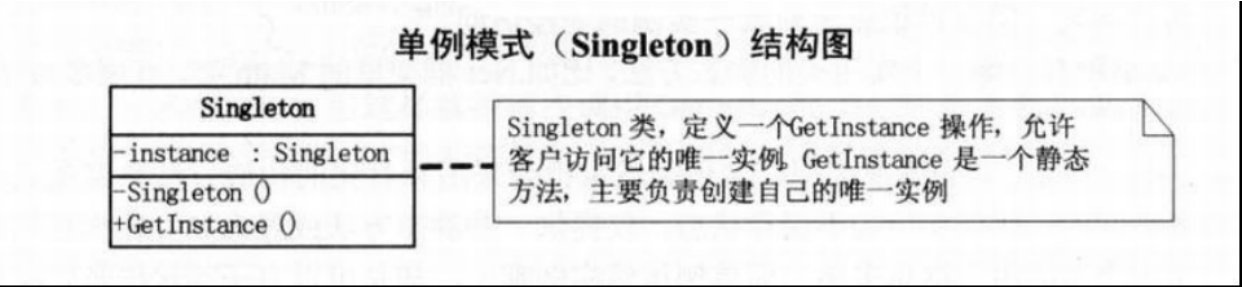 单例模式（Singleton）结构图
Singleton
-instance : Singleton
-Singleton ()
+GetInstance ()
Singleton 类，定义一个GetInstance 操作，允许
客户访问它的唯一实例. GetInstance 是一个静态
方法，主要负责创建自己的唯一实例